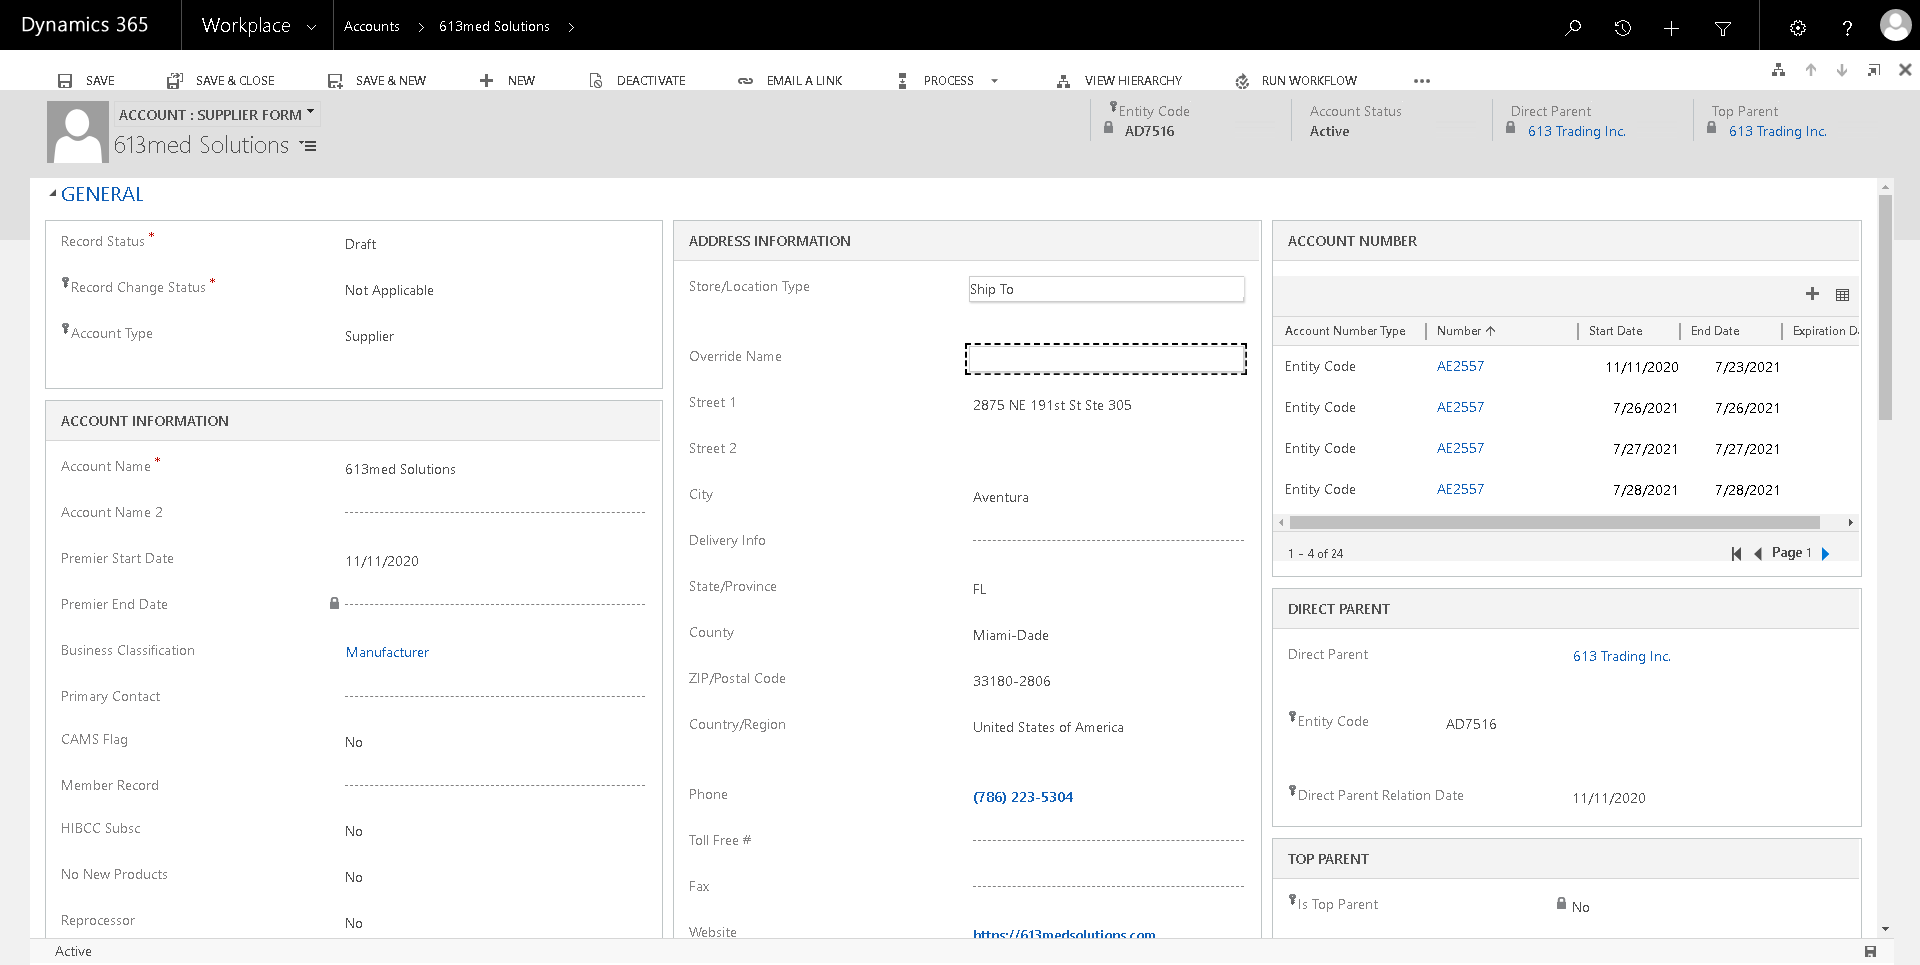 Dynamics 365
Workplace
Accounts > 613med Solutions >
SAVE
SAVE & CLOSE
SAVE & NEW
NEW
DEACTIVATE
EMAIL A LINK
PROCESS
VIEW HIERARCHY
RUN WORKFLOW
...
ACCOUNT : SUPPLIER FORM
613med Solutions
Entity Code
AD7516
Account Status
Active
Direct Parent
613 Trading Inc.
Top Parent
613 Trading Inc.
GENERAL
Record Status * Draft
Record Change Status * Not Applicable
Account Type Supplier
ACCOUNT INFORMATION
Account Name * 613med Solutions
Account Name 2
Premier Start Date 11/11/2020
Premier End Date
Business Classification Manufacturer
Primary Contact
CAMS Flag No
Member Record
HIBCC Subsc No
No New Products No
Reprocessor No
ADDRESS INFORMATION
Store/Location Type Ship To
Override Name
Street 1 2875 NE 191st St Ste 305
Street 2
City Aventura
Delivery Info
State/Province FL
County Miami-Dade
ZIP/Postal Code 33180-2806
Country/Region United States of America
Phone (786) 223-5304
Toll Free #
Fax
Website https://613medsolutions.com
ACCOUNT NUMBER
Account Number Type Number Start Date End Date Expiration D
Entity Code AE2557 11/11/2020 7/23/2021
Entity Code AE2557 7/26/2021 7/26/2021
Entity Code AE2557 7/27/2021 7/27/2021
Entity Code AE2557 7/28/2021 7/28/2021
1 - 4 of 24 Page 1
DIRECT PARENT
Direct Parent 613 Trading Inc.
Entity Code AD7516
Direct Parent Relation Date 11/11/2020
TOP PARENT
Is Top Parent No
Active